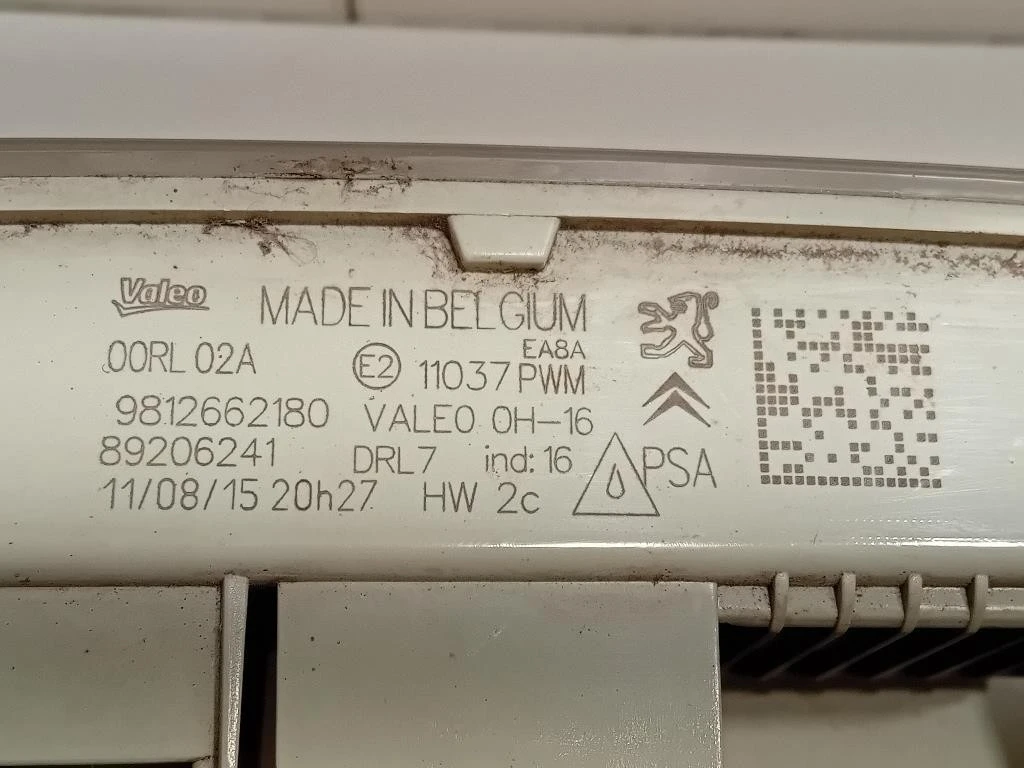 Valeo MADE IN BELGIUM
00RL 02A E2 11037 EA8A PWM
9812662180 VALEO 0H-16
89206241 DRL7 ind: 16 PSA
11/08/15 20h27 HW 2c